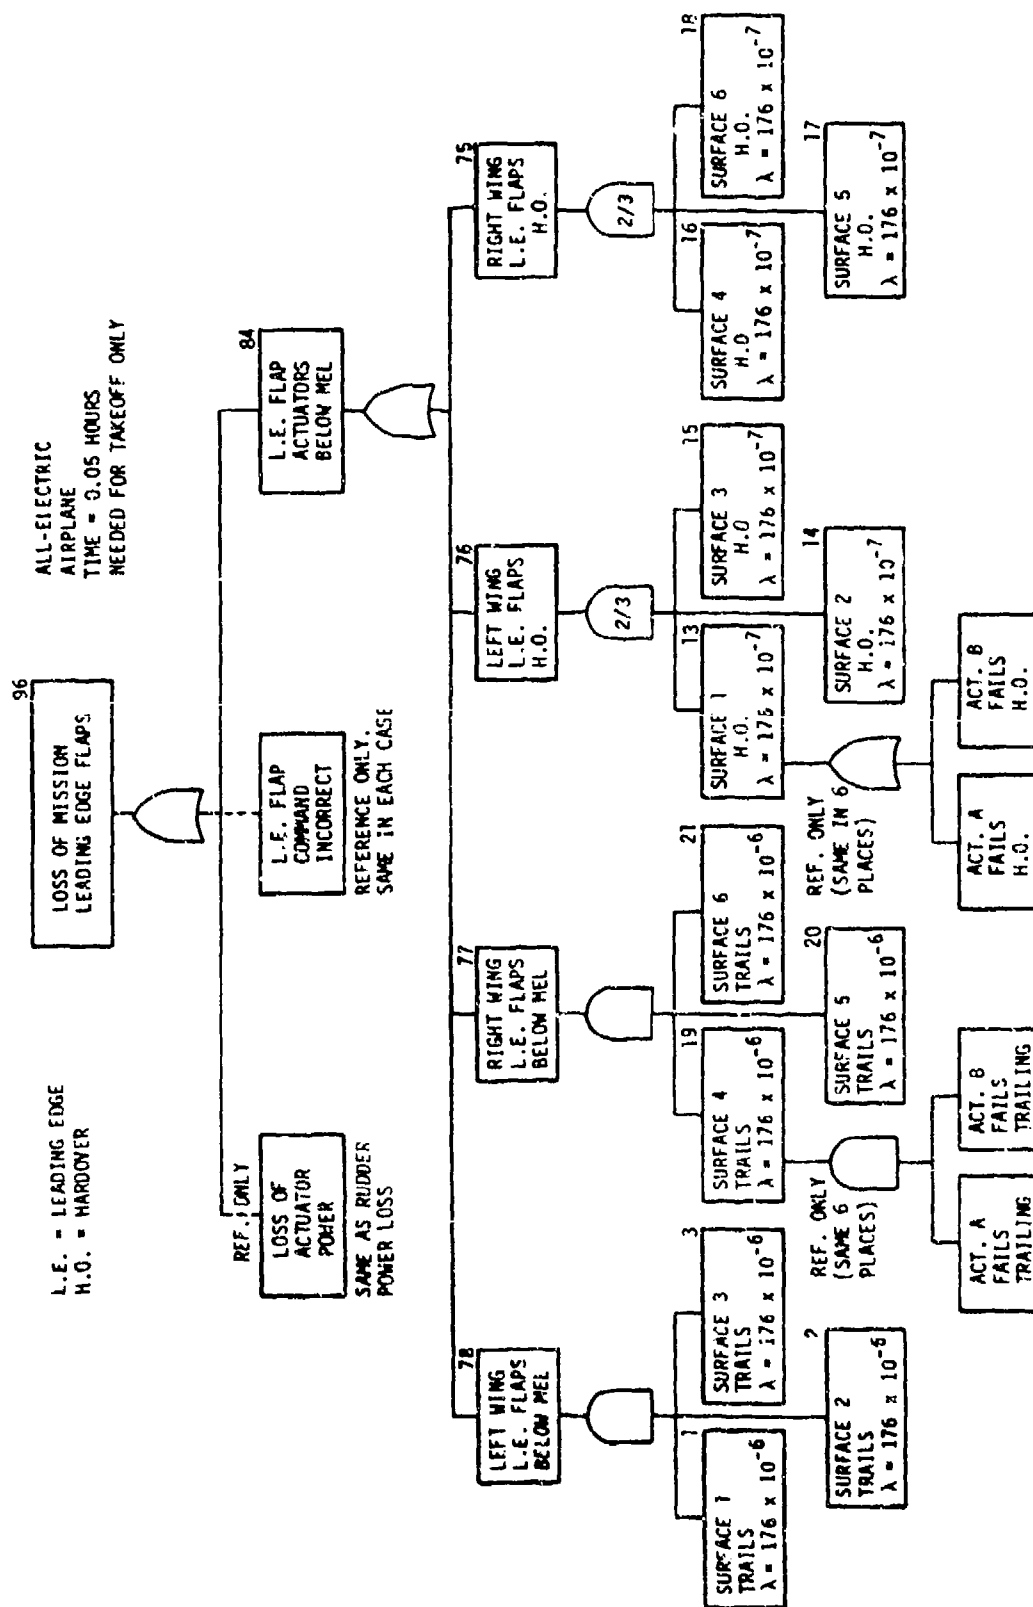 L.E. = LEADING EDGE
H.O. = HARDOVER
ALL-ELECTRIC
AIRPLANE
TIME = 0.05 HOURS
NEEDED FOR TAKEOFF ONLY
96
LOSS OF MISSION
LEADING EDGE FLAPS
REF. ONLY
LOSS OF
ACTUATOR
POWER
SAME AS RUDDER
POWER LOSS
L.E. FLAP
COMMAND
INCORRECT
REFERENCE ONLY.
SAME IN EACH CASE
84
L.E. FLAP
ACTUATORS
BELOW MEL
78
LEFT WING
L.E. FLAPS
BELOW MEL
77
RIGHT WING
L.E. FLAPS
BELOW MEL
76
LEFT WING
L.E. FLAPS
H.O.
75
RIGHT WING
L.E. FLAPS
H.O.
2/3
2/3
1
SURFACE 1
TRAILS
λ = 176 x 10⁻⁶
3
SURFACE 3
TRAILS
λ = 176 x 10⁻⁶
2
SURFACE 2
TRAILS
λ = 176 x 10⁻⁶
19
SURFACE 4
TRAILS
λ = 176 x 10⁻⁶
21
SURFACE 6
TRAILS
λ = 176 x 10⁻⁶
20
SURFACE 5
TRAILS
λ = 176 x 10⁻⁶
REF. ONLY
(SAME 6
PLACES)
ACT. A
FAILS
TRAILING
ACT. B
FAILS
TRAILING
13
SURFACE 1
H.O.
λ = 176 x 10⁻⁷
15
SURFACE 3
H.O
λ = 176 x 10⁻⁷
14
SURFACE 2
H.O.
λ = 176 x 10⁻⁷
REF. ONLY
(SAME IN 6
PLACES)
ACT. A
FAILS
H.O.
ACT. B
FAILS
H.O.
16
SURFACE 4
H.O
λ = 176 x 10⁻⁷
18
SURFACE 6
H.O.
λ = 176 x 10⁻⁷
17
SURFACE 5
H.O.
λ = 176 x 10⁻⁷